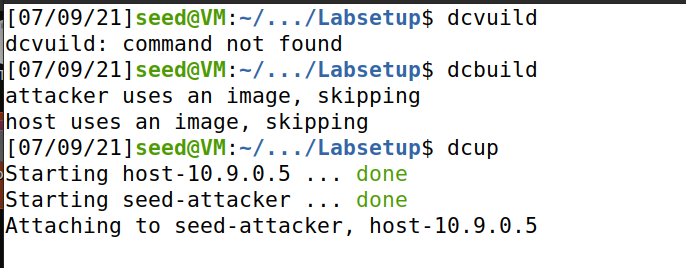 [07/09/21]seed@VM:~/.../Labsetup$ dcvuild
dcvuild: command not found
[07/09/21]seed@VM:~/.../Labsetup$ dcbuild
attacker uses an image, skipping
host uses an image, skipping
[07/09/21]seed@VM:~/.../Labsetup$ dcup
Starting host-10.9.0.5 ... done
Starting seed-attacker ... done
Attaching to seed-attacker, host-10.9.0.5